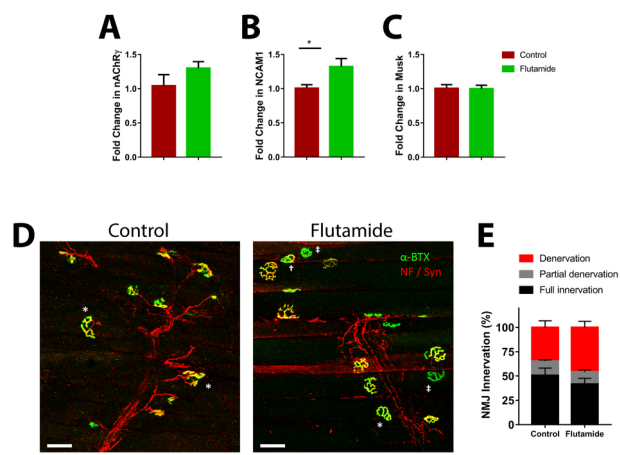 A
B
C
Fold Change in nAChRγ
1.5
1.0
0.5
0.0
Fold Change in NCAM1
1.5
1.0
0.5
0.0
*
Fold Change in Musk
1.5
1.0
0.5
0.0
Control
Flutamide
D
Control
Flutamide
*
*
α-BTX
NF / Syn
†
‡
‡
*
E
Denervation
Partial denervation
Full innervation
NMJ Innervation (%)
100
75
50
25
0
Control
Flutamide